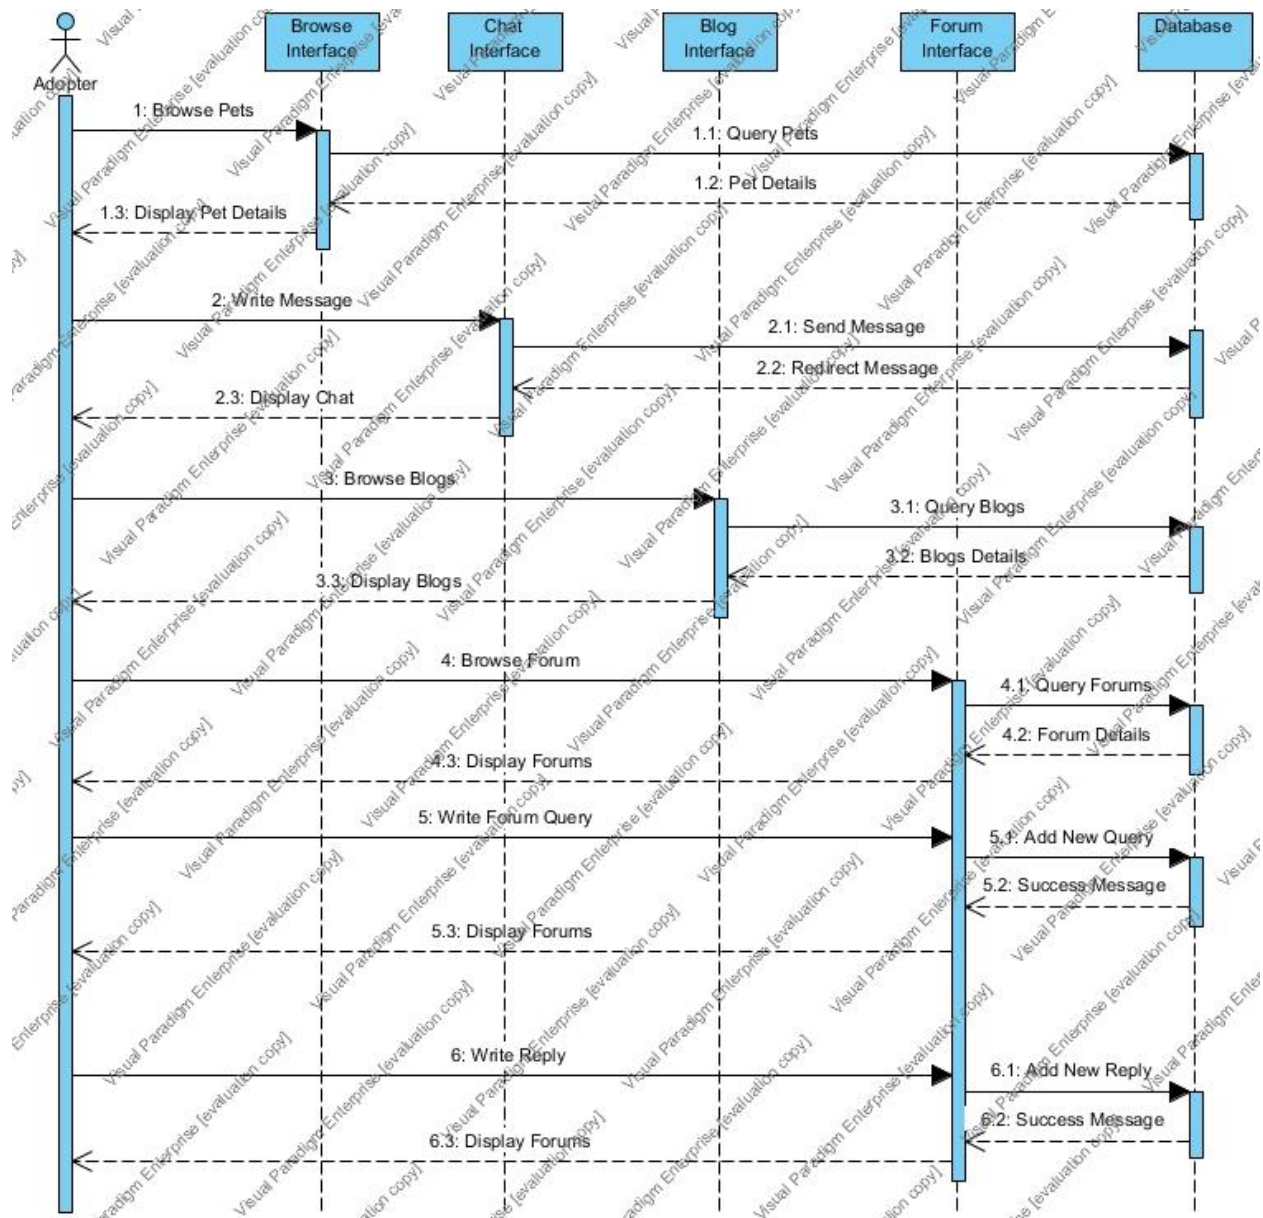 Adopter
Browse
Interface
Chat
Interface
Blog
Interface
Forum
Interface
Database
1: Browse Pets
1.1: Query Pets
1.2: Pet Details
1.3: Display Pet Details
2: Write Message
2.1: Send Message
2.2: Redirect Message
2.3: Display Chat
3: Browse Blogs
3.1: Query Blogs
3.2: Blogs Details
3.3: Display Blogs
4: Browse Forum
4.1: Query Forums
4.2: Forum Details
4.3: Display Forums
5: Write Forum Query
5.1: Add New Query
5.2: Success Message
5.3: Display Forums
6: Write Reply
6.1: Add New Reply
6.2: Success Message
6.3: Display Forums
Visual Paradigm Enterprise [evaluation copy]